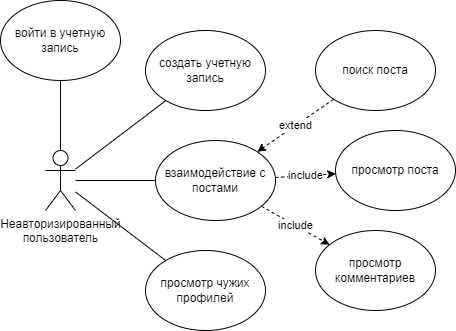 войти в учетную
запись
создать учетную
запись
поиск поста
extend
взаимодействие с
постами
include
просмотр поста
Неавторизированный
пользователь
include
просмотр
комментариев
просмотр чужих
профилей